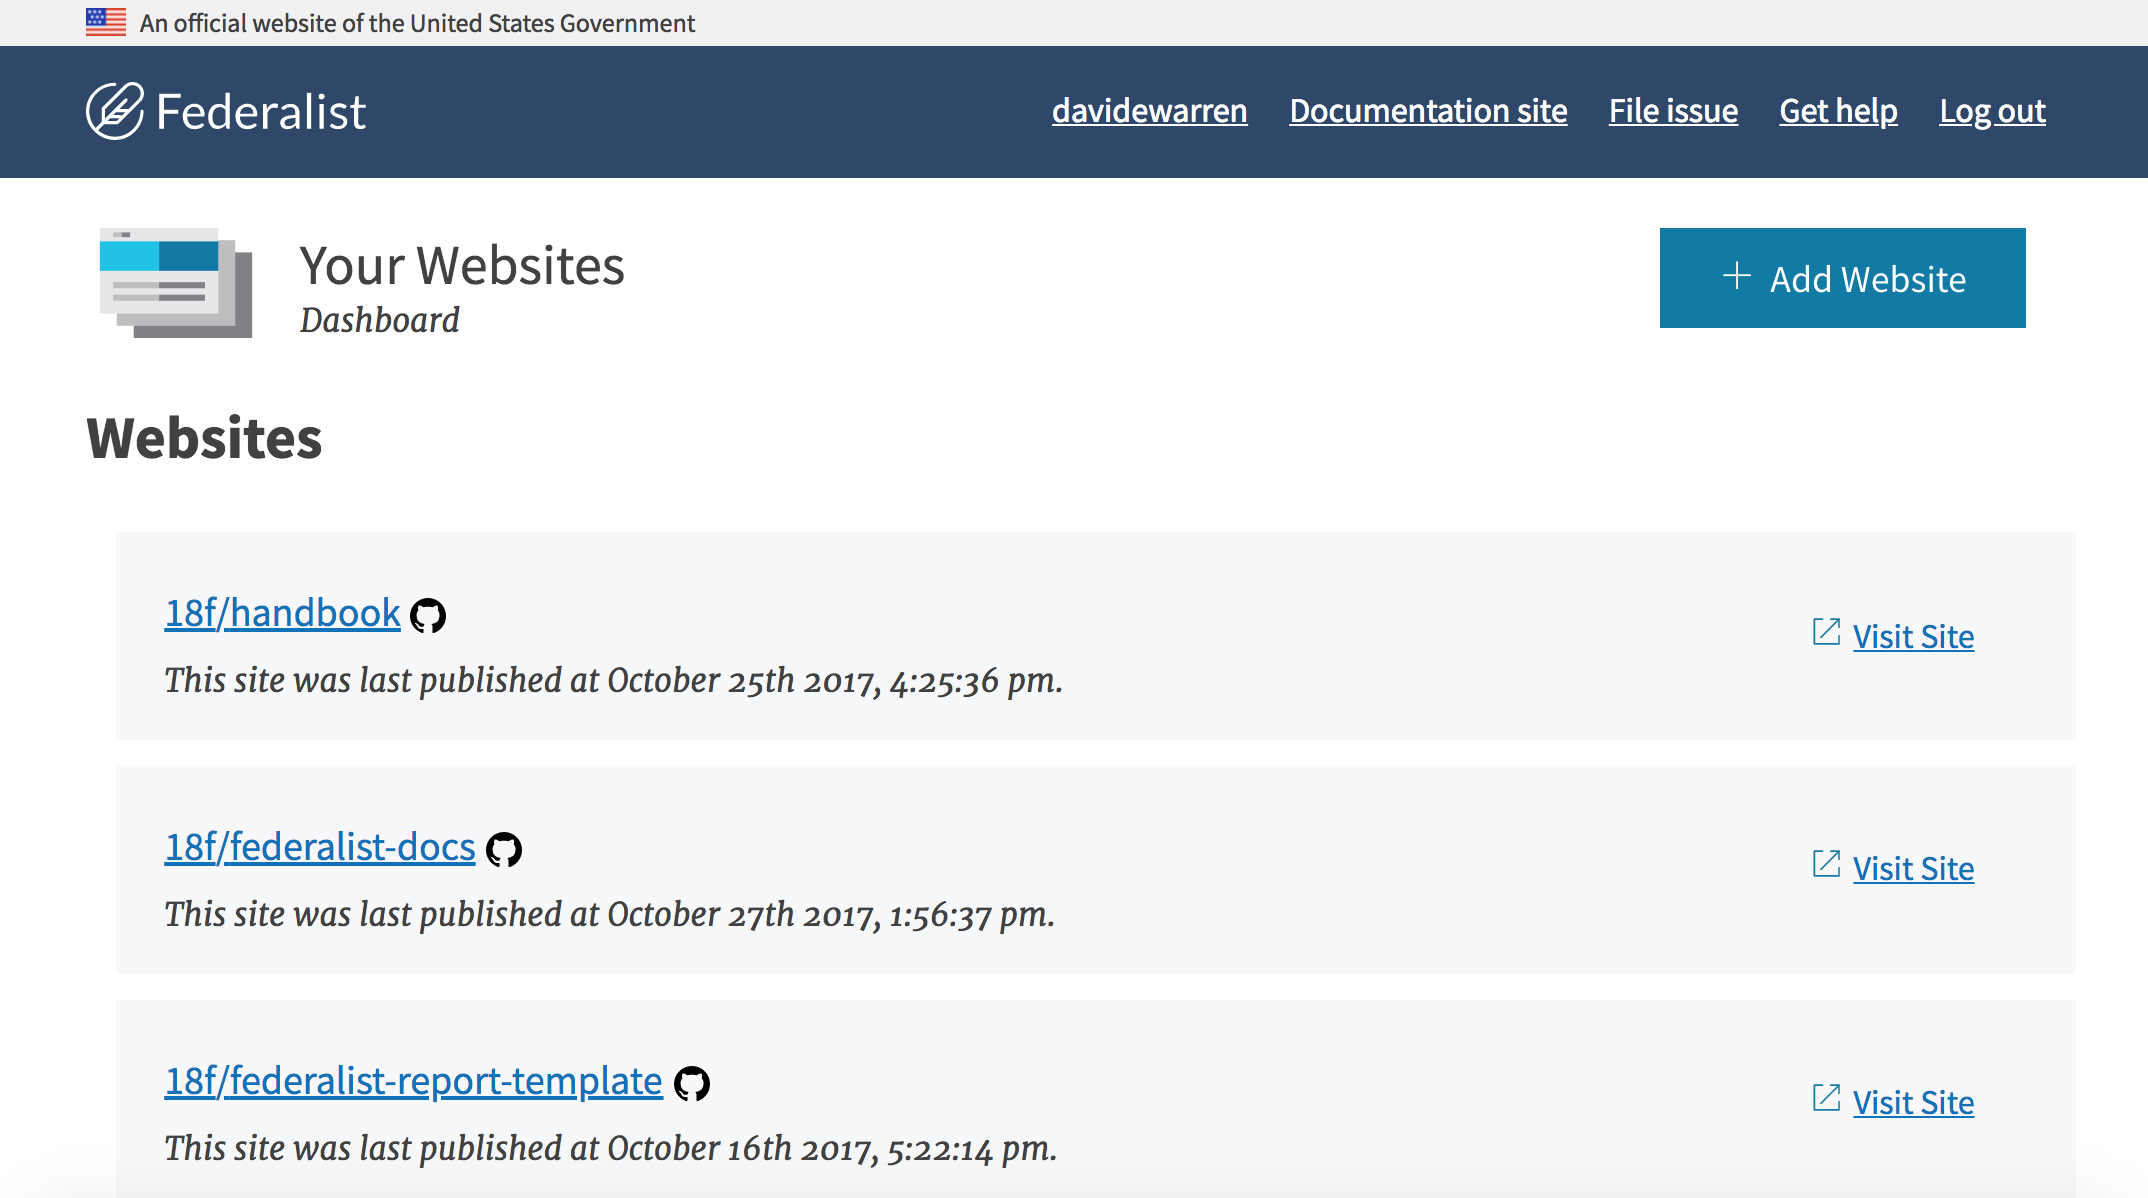 An official website of the United States Government
Federalist
davidewarren Documentation site File issue Get help Log out
Your Websites
Dashboard
+ Add Website
Websites
18f/handbook
Visit Site
This site was last published at October 25th 2017, 4:25:36 pm.
18f/federalist-docs
Visit Site
This site was last published at October 27th 2017, 1:56:37 pm.
18f/federalist-report-template
Visit Site
This site was last published at October 16th 2017, 5:22:14 pm.